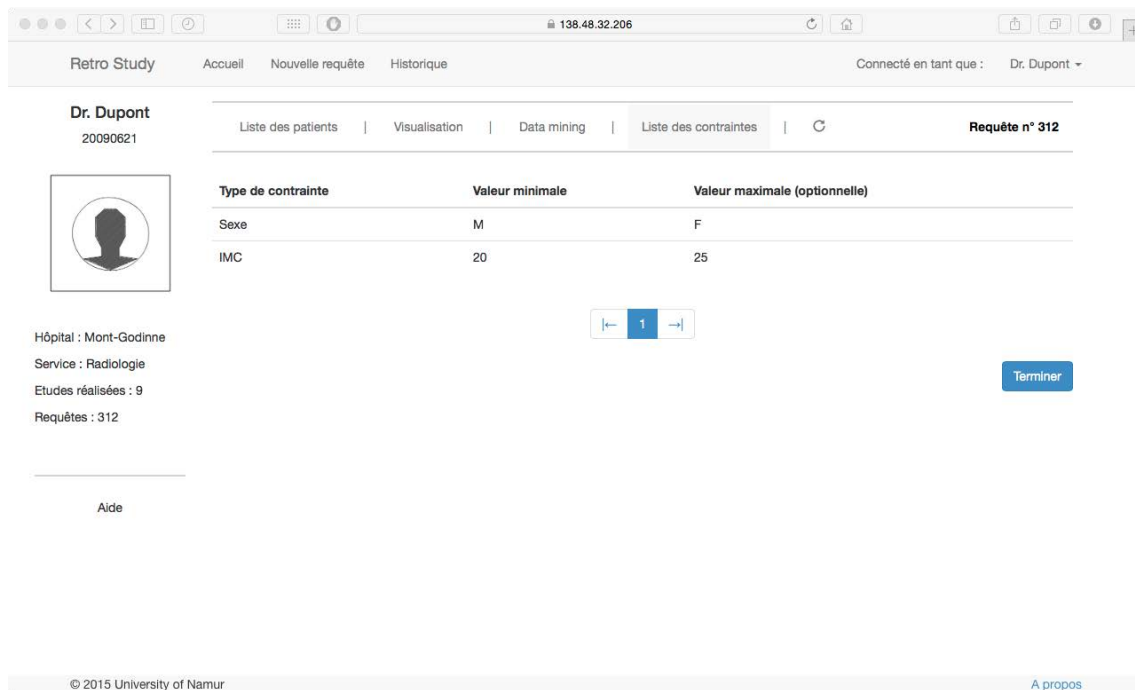 138.48.32.206
Retro Study Accueil Nouvelle requête Historique Connecté en tant que : Dr. Dupont
Dr. Dupont
20090621
Liste des patients | Visualisation | Data mining | Liste des contraintes | Requête n° 312
Type de contrainte Valeur minimale Valeur maximale (optionnelle)
Sexe M F
IMC 20 25
|← 1 →|
Hôpital : Mont-Godinne
Service : Radiologie
Etudes réalisées : 9
Requêtes : 312
Terminer
Aide
© 2015 University of Namur A propos